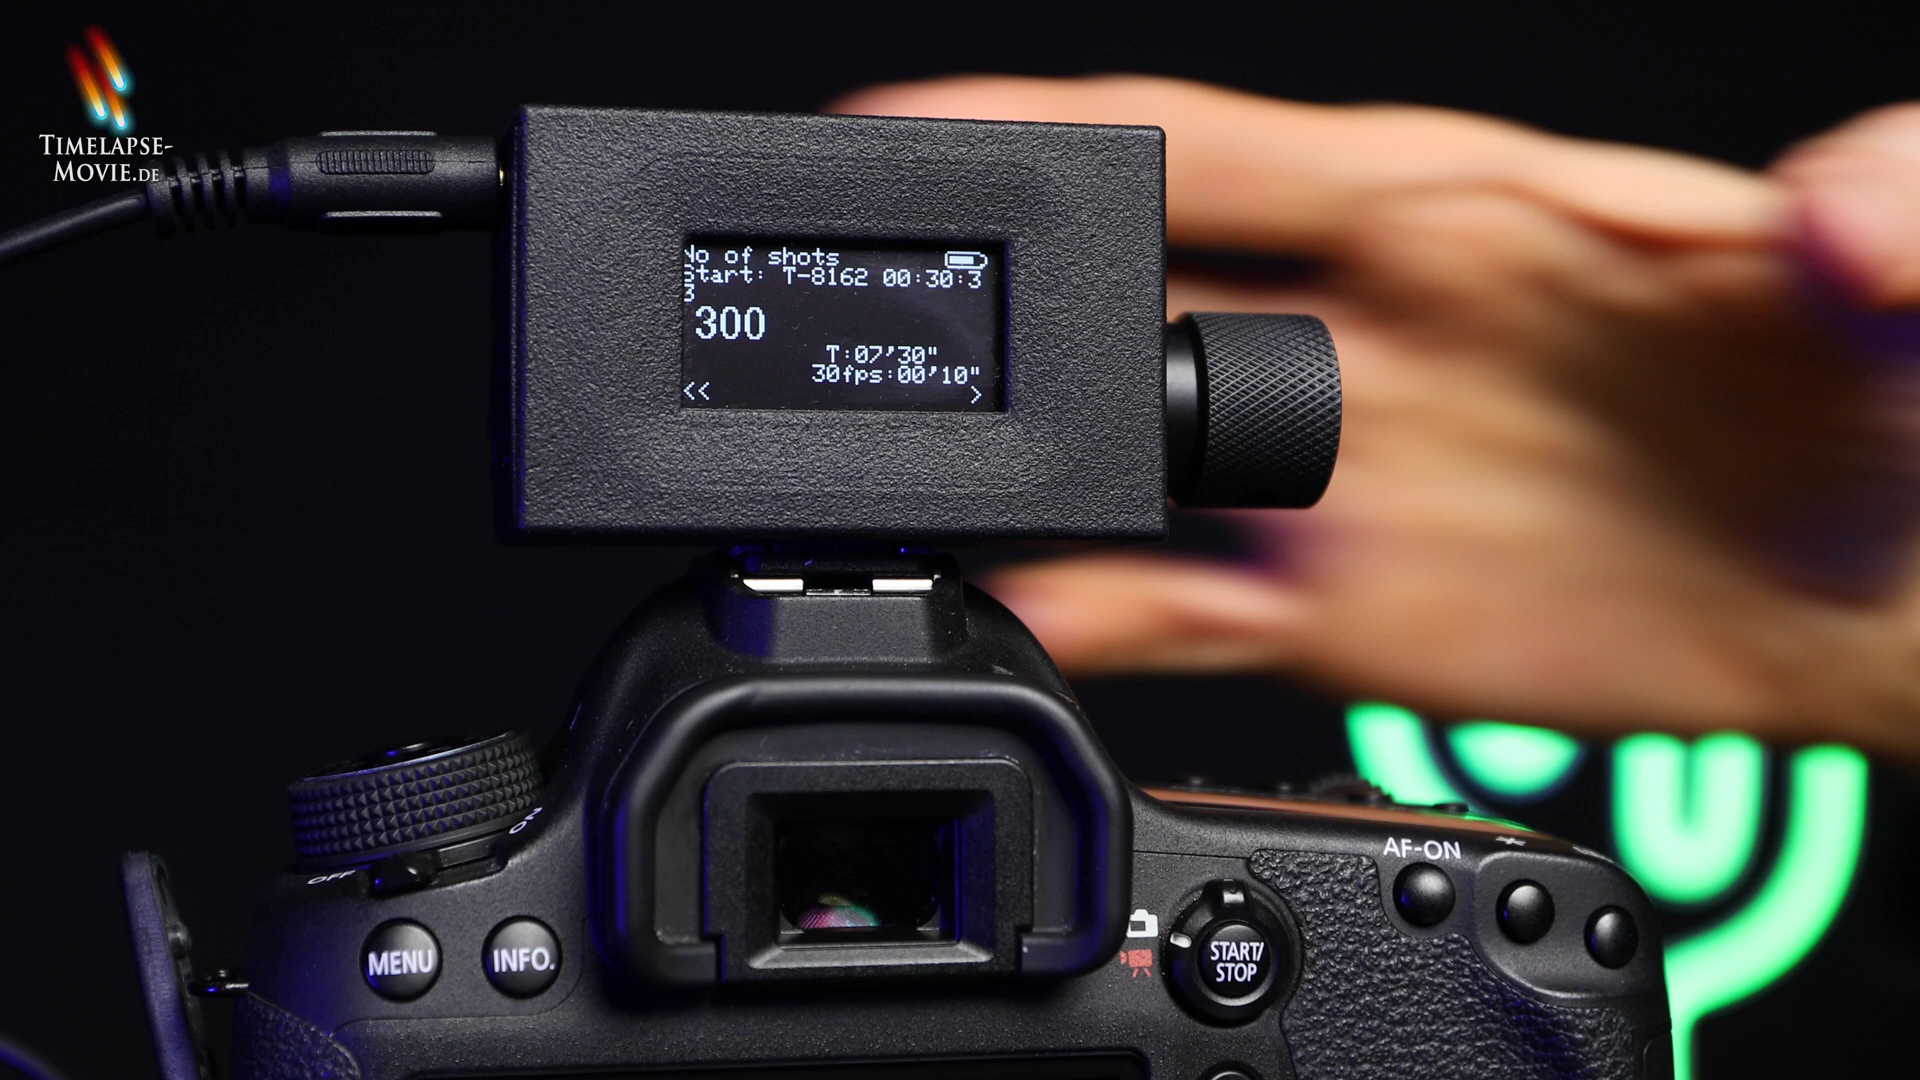 TIMELAPSE-
MOVIE.DE
No of shots
Start: T-8162 00:30:3
3
300
T:07'30"
30fps:00'10"
<< >
ON
OFF
MENU
INFO.
START/
STOP
AF-ON